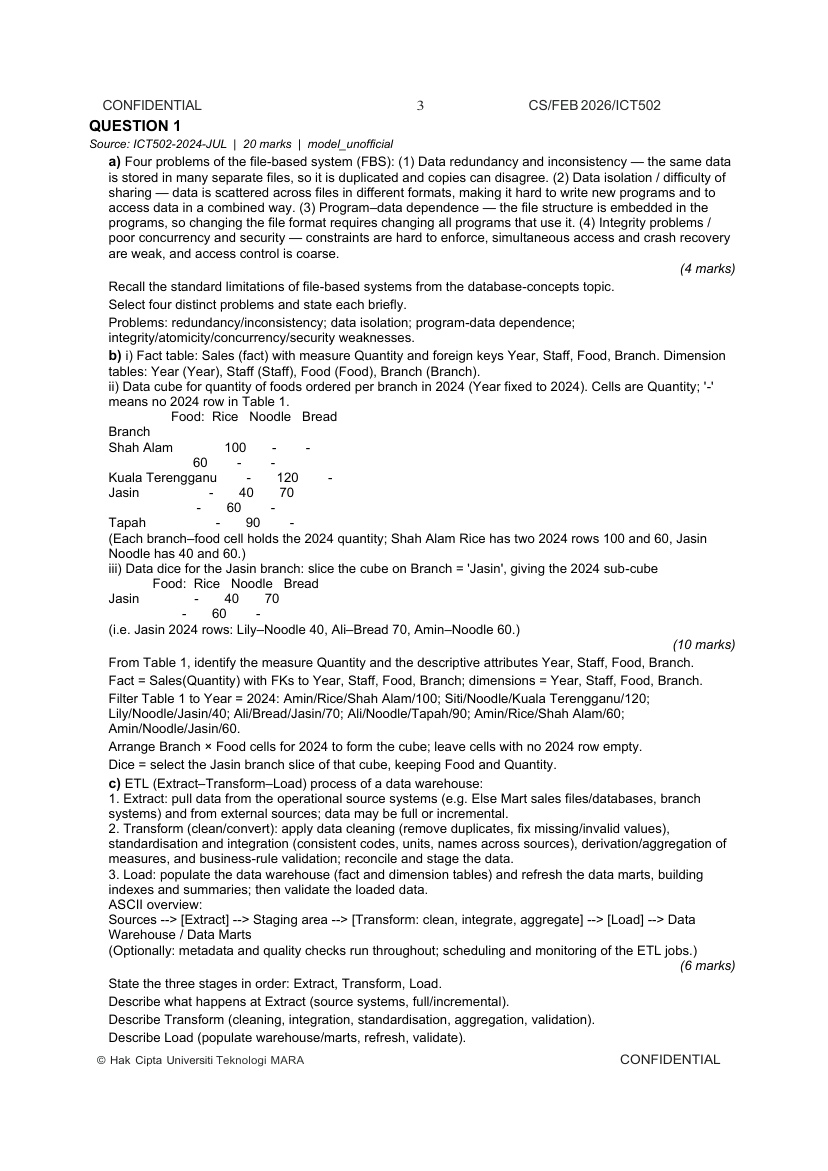 CONFIDENTIAL 3 CS/FEB 2026/ICT502
QUESTION 1
Source: ICT502-2024-JUL | 20 marks | model_unofficial
a) Four problems of the file-based system (FBS): (1) Data redundancy and inconsistency — the same data
is stored in many separate files, so it is duplicated and copies can disagree. (2) Data isolation / difficulty of
sharing — data is scattered across files in different formats, making it hard to write new programs and to
access data in a combined way. (3) Program–data dependence — the file structure is embedded in the
programs, so changing the file format requires changing all programs that use it. (4) Integrity problems /
poor concurrency and security — constraints are hard to enforce, simultaneous access and crash recovery
are weak, and access control is coarse.
(4 marks)
Recall the standard limitations of file-based systems from the database-concepts topic.
Select four distinct problems and state each briefly.
Problems: redundancy/inconsistency; data isolation; program-data dependence;
integrity/atomicity/concurrency/security weaknesses.
b) i) Fact table: Sales (fact) with measure Quantity and foreign keys Year, Staff, Food, Branch. Dimension
tables: Year (Year), Staff (Staff), Food (Food), Branch (Branch).
ii) Data cube for quantity of foods ordered per branch in 2024 (Year fixed to 2024). Cells are Quantity; '-'
means no 2024 row in Table 1.
Food: Rice Noodle Bread
Branch
Shah Alam 100 - -
60 - -
Kuala Terengganu - 120 -
Jasin - 40 70
- 60 -
Tapah - 90 -
(Each branch–food cell holds the 2024 quantity; Shah Alam Rice has two 2024 rows 100 and 60, Jasin
Noodle has 40 and 60.)
iii) Data dice for the Jasin branch: slice the cube on Branch = 'Jasin', giving the 2024 sub-cube
Food: Rice Noodle Bread
Jasin - 40 70
- 60 -
(i.e. Jasin 2024 rows: Lily–Noodle 40, Ali–Bread 70, Amin–Noodle 60.)
(10 marks)
From Table 1, identify the measure Quantity and the descriptive attributes Year, Staff, Food, Branch.
Fact = Sales(Quantity) with FKs to Year, Staff, Food, Branch; dimensions = Year, Staff, Food, Branch.
Filter Table 1 to Year = 2024: Amin/Rice/Shah Alam/100; Siti/Noodle/Kuala Terengganu/120;
Lily/Noodle/Jasin/40; Ali/Bread/Jasin/70; Ali/Noodle/Tapah/90; Amin/Rice/Shah Alam/60;
Amin/Noodle/Jasin/60.
Arrange Branch × Food cells for 2024 to form the cube; leave cells with no 2024 row empty.
Dice = select the Jasin branch slice of that cube, keeping Food and Quantity.
c) ETL (Extract–Transform–Load) process of a data warehouse:
1. Extract: pull data from the operational source systems (e.g. Else Mart sales files/databases, branch
systems) and from external sources; data may be full or incremental.
2. Transform (clean/convert): apply data cleaning (remove duplicates, fix missing/invalid values),
standardisation and integration (consistent codes, units, names across sources), derivation/aggregation of
measures, and business-rule validation; reconcile and stage the data.
3. Load: populate the data warehouse (fact and dimension tables) and refresh the data marts, building
indexes and summaries; then validate the loaded data.
ASCII overview:
Sources --> [Extract] --> Staging area --> [Transform: clean, integrate, aggregate] --> [Load] --> Data
Warehouse / Data Marts
(Optionally: metadata and quality checks run throughout; scheduling and monitoring of the ETL jobs.)
(6 marks)
State the three stages in order: Extract, Transform, Load.
Describe what happens at Extract (source systems, full/incremental).
Describe Transform (cleaning, integration, standardisation, aggregation, validation).
Describe Load (populate warehouse/marts, refresh, validate).
© Hak Cipta Universiti Teknologi MARA CONFIDENTIAL